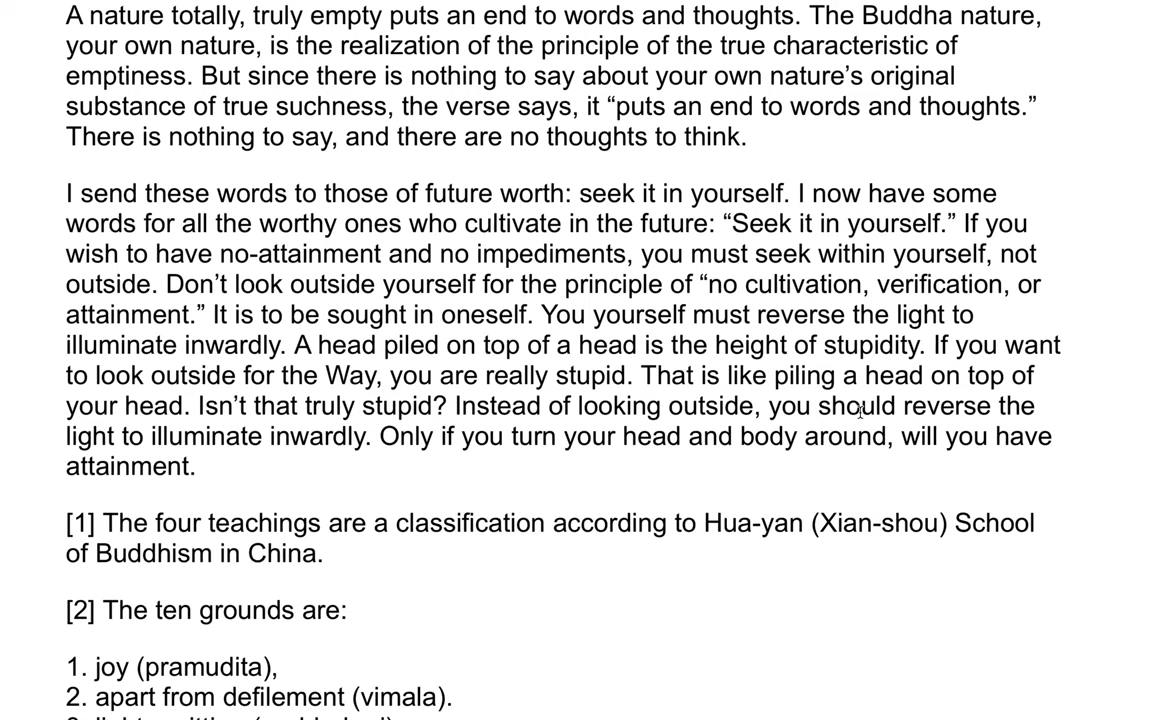 A nature totally, truly empty puts an end to words and thoughts. The Buddha nature,
your own nature, is the realization of the principle of the true characteristic of
emptiness. But since there is nothing to say about your own nature’s original
substance of true suchness, the verse says, it “puts an end to words and thoughts.”
There is nothing to say, and there are no thoughts to think.
I send these words to those of future worth: seek it in yourself. I now have some
words for all the worthy ones who cultivate in the future: “Seek it in yourself.” If you
wish to have no-attainment and no impediments, you must seek within yourself, not
outside. Don’t look outside yourself for the principle of “no cultivation, verification, or
attainment.” It is to be sought in oneself. You yourself must reverse the light to
illuminate inwardly. A head piled on top of a head is the height of stupidity. If you want
to look outside for the Way, you are really stupid. That is like piling a head on top of
your head. Isn’t that truly stupid? Instead of looking outside, you should reverse the
light to illuminate inwardly. Only if you turn your head and body around, will you have
attainment.
[1] The four teachings are a classification according to Hua-yan (Xian-shou) School
of Buddhism in China.
[2] The ten grounds are:
1. joy (pramudita),
2. apart from defilement (vimala).